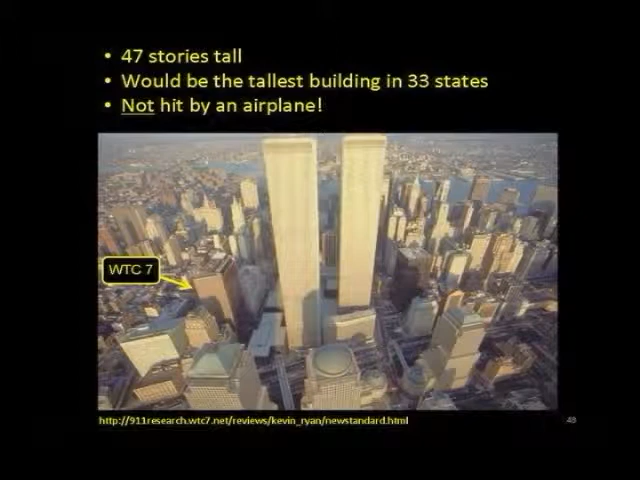 • 47 stories tall
• Would be the tallest building in 33 states
• Not hit by an airplane!
WTC 7
http://911research.wtc7.net/reviews/kevin_ryan/newstandard.html